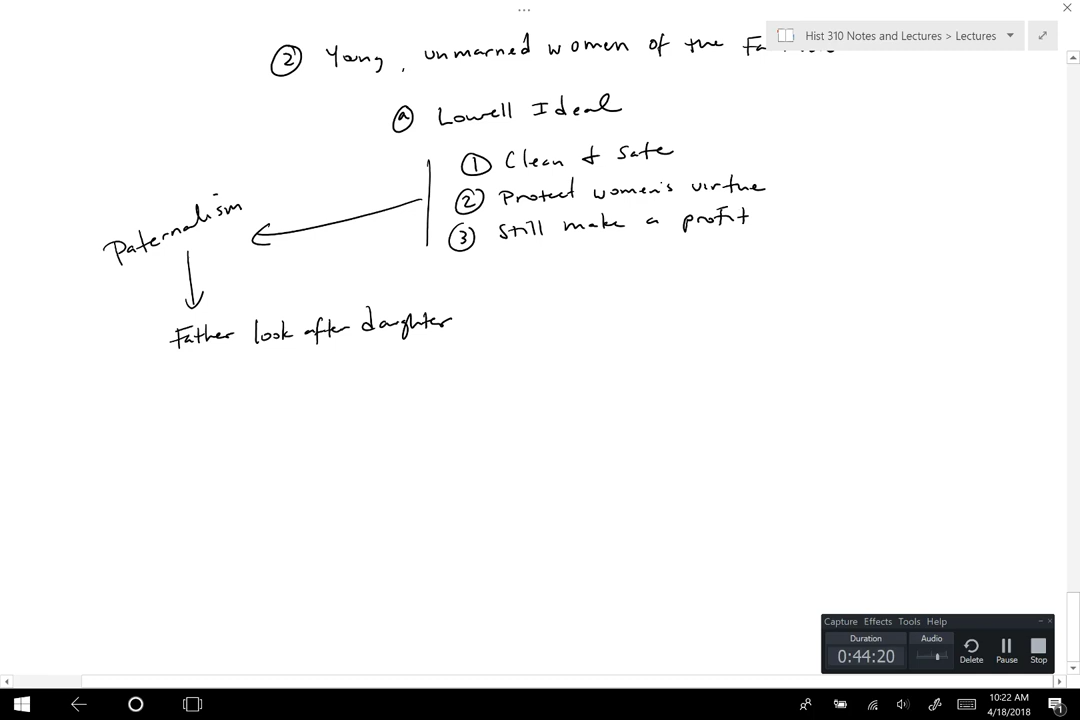 Hist 310 Notes and Lectures > Lectures
② Young, unmarried women of the
ⓐ Lowell Ideal
① Clean & Safe
② Protect women's virtue
③ Still make a profit
Paternalism
Father look after daughter
Capture Effects Tools Help
Duration Audio
0:44:20
Delete Pause Stop
10:22 AM
4/18/2018
1